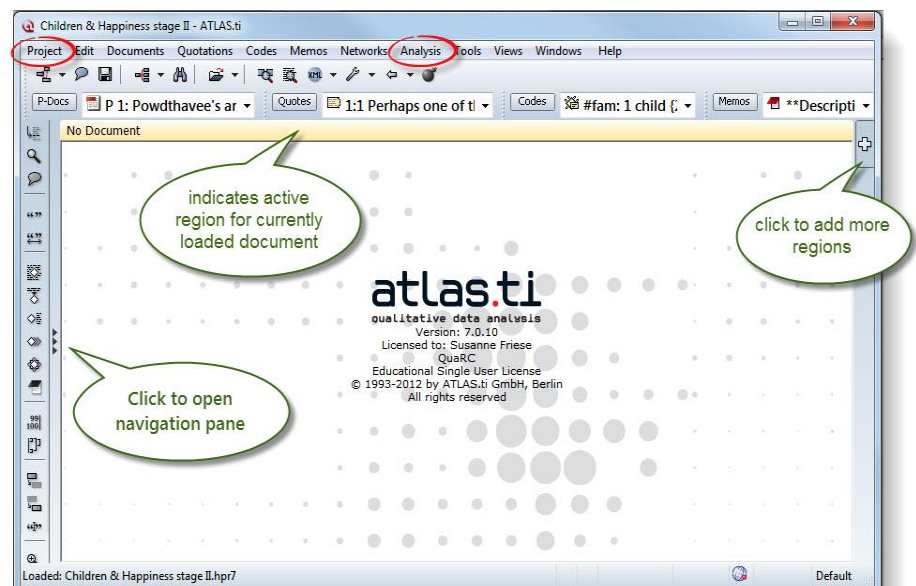 Children & Happiness stage II - ATLAS.ti
Project Edit Documents Quotations Codes Memos Networks Analysis Tools Views Windows Help
P-Docs P 1: Powdthavee's ar Quotes 1:1 Perhaps one of tl Codes #fam: 1 child {2 Memos **Descripti
No Document
indicates active
region for currently
loaded document
click to add more
regions
atlas.ti
qualitative data analysis
Version: 7.0.10
Licensed to: Susanne Friese
QuaRC
Educational Single User License
© 1993-2012 by ATLAS.ti GmbH, Berlin
All rights reserved
Click to open
navigation pane
Loaded: Children & Happiness stage II.hpr7 Default